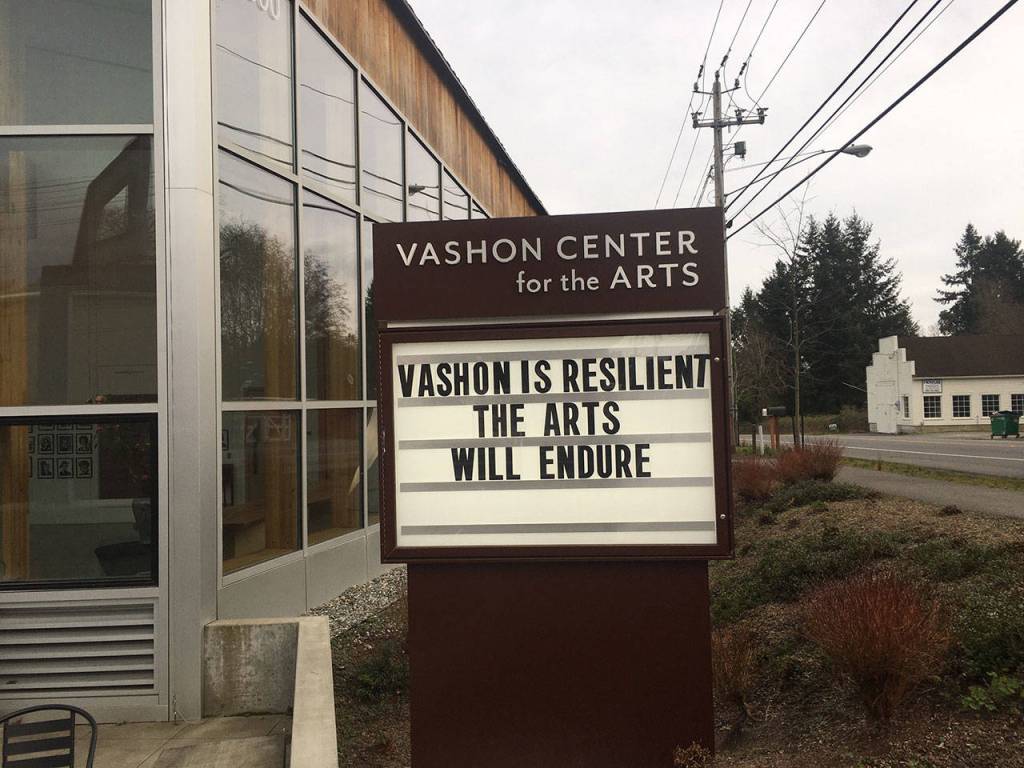 VASHON CENTER
for the ARTS
VASHON IS RESILIENT
THE ARTS
WILL ENDURE